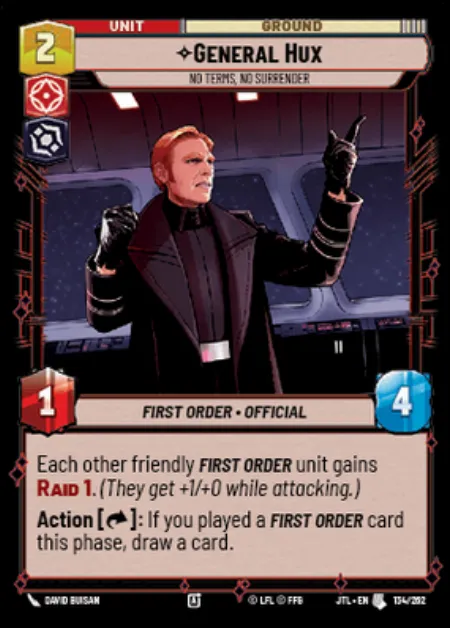 UNIT GROUND
2
GENERAL HUX
NO TERMS, NO SURRENDER
1 FIRST ORDER • OFFICIAL 4
Each other friendly FIRST ORDER unit gains
RAID 1. (They get +1/+0 while attacking.)
Action [ ]: If you played a FIRST ORDER card
this phase, draw a card.
DAVID BUISAN A © LFL © FFG JTL • EN 134/262